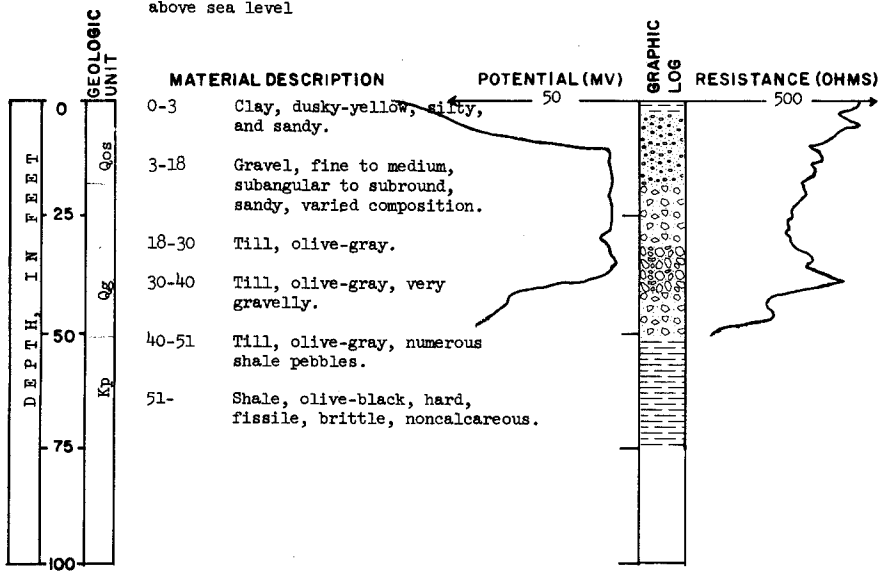 above sea level
GEOLOGIC
UNIT
MATERIAL DESCRIPTION
POTENTIAL (MV)
GRAPHIC
LOG
RESISTANCE (OHMS)
50
500
DEPTH, IN FEET
0
25
50
75
100
Qos
Qg
Kp
0-3 Clay, dusky-yellow, silty,
and sandy.
3-18 Gravel, fine to medium,
subangular to subround,
sandy, varied composition.
18-30 Till, olive-gray.
30-40 Till, olive-gray, very
gravelly.
40-51 Till, olive-gray, numerous
shale pebbles.
51- Shale, olive-black, hard,
fissile, brittle, noncalcareous.